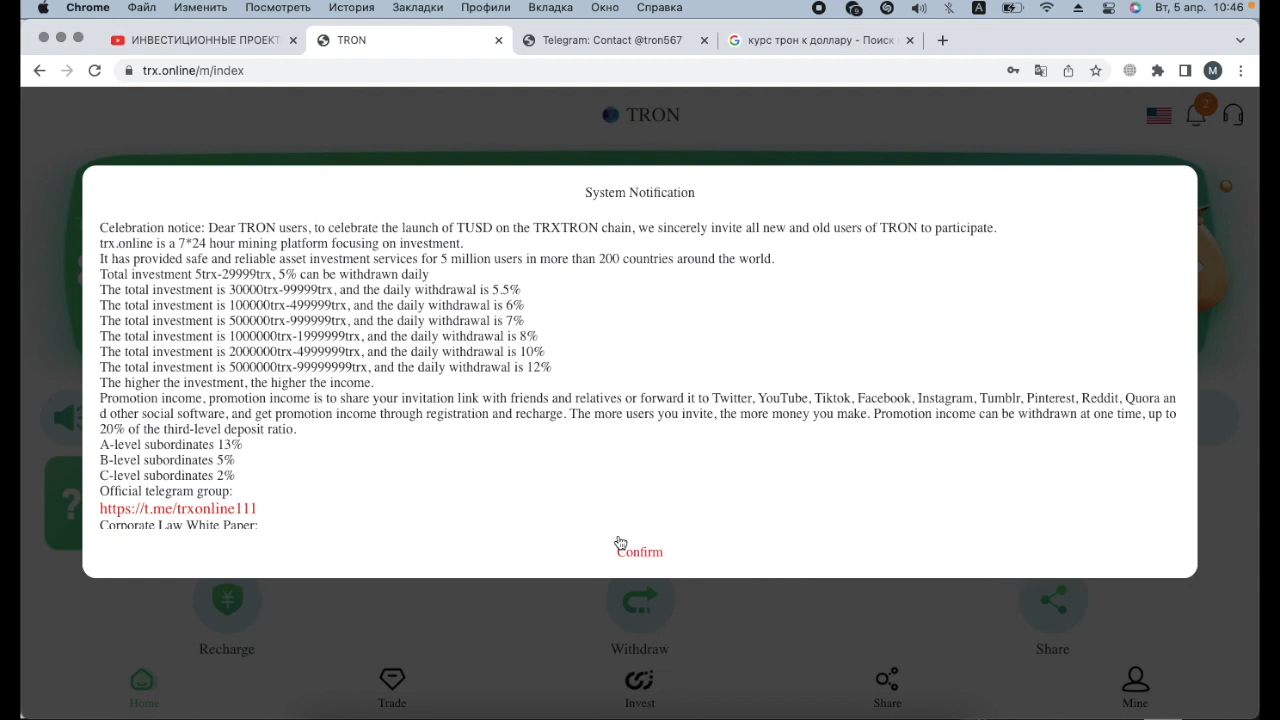 Chrome Файл Изменить Посмотреть История Закладки Профили Вкладка Окно Справка A Вт, 5 апр. 10:46
ИНВЕСТИЦИОННЫЕ ПРОЕКТ TRON Telegram: Contact @tron567 курс трон к доллару - Поиск
trx.online/m/index M
TRON 2
System Notification
Celebration notice: Dear TRON users, to celebrate the launch of TUSD on the TRXTRON chain, we sincerely invite all new and old users of TRON to participate.
trx.online is a 7*24 hour mining platform focusing on investment.
It has provided safe and reliable asset investment services for 5 million users in more than 200 countries around the world.
Total investment 5trx-29999trx, 5% can be withdrawn daily
The total investment is 30000trx-99999trx, and the daily withdrawal is 5.5%
The total investment is 100000trx-499999trx, and the daily withdrawal is 6%
The total investment is 500000trx-999999trx, and the daily withdrawal is 7%
The total investment is 1000000trx-1999999trx, and the daily withdrawal is 8%
The total investment is 2000000trx-4999999trx, and the daily withdrawal is 10%
The total investment is 5000000trx-99999999trx, and the daily withdrawal is 12%
The higher the investment, the higher the income.
Promotion income, promotion income is to share your invitation link with friends and relatives or forward it to Twitter, YouTube, Tiktok, Facebook, Instagram, Tumblr, Pinterest, Reddit, Quora an
d other social software, and get promotion income through registration and recharge. The more users you invite, the more money you make. Promotion income can be withdrawn at one time, up to
20% of the third-level deposit ratio.
A-level subordinates 13%
B-level subordinates 5%
C-level subordinates 2%
Official telegram group:
https://t.me/trxonline111
Corporate Law White Paper:
Confirm
Recharge Withdraw Share
Home Trade Invest Share Mine